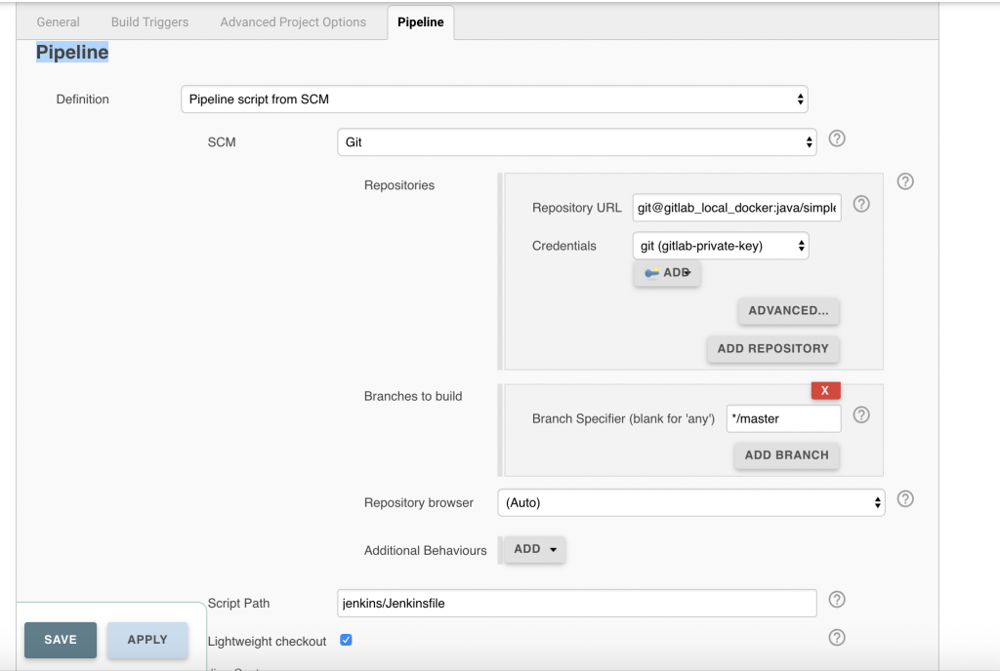 General Build Triggers Advanced Project Options Pipeline
Pipeline
Definition Pipeline script from SCM
SCM Git ?
Repositories ?
Repository URL git@gitlab_local_docker:java/simple ?
Credentials git (gitlab-private-key)
ADD
ADVANCED...
ADD REPOSITORY
Branches to build X
Branch Specifier (blank for 'any') */master ?
ADD BRANCH
Repository browser (Auto) ?
Additional Behaviours ADD
Script Path jenkins/Jenkinsfile ?
SAVE APPLY
Lightweight checkout ?